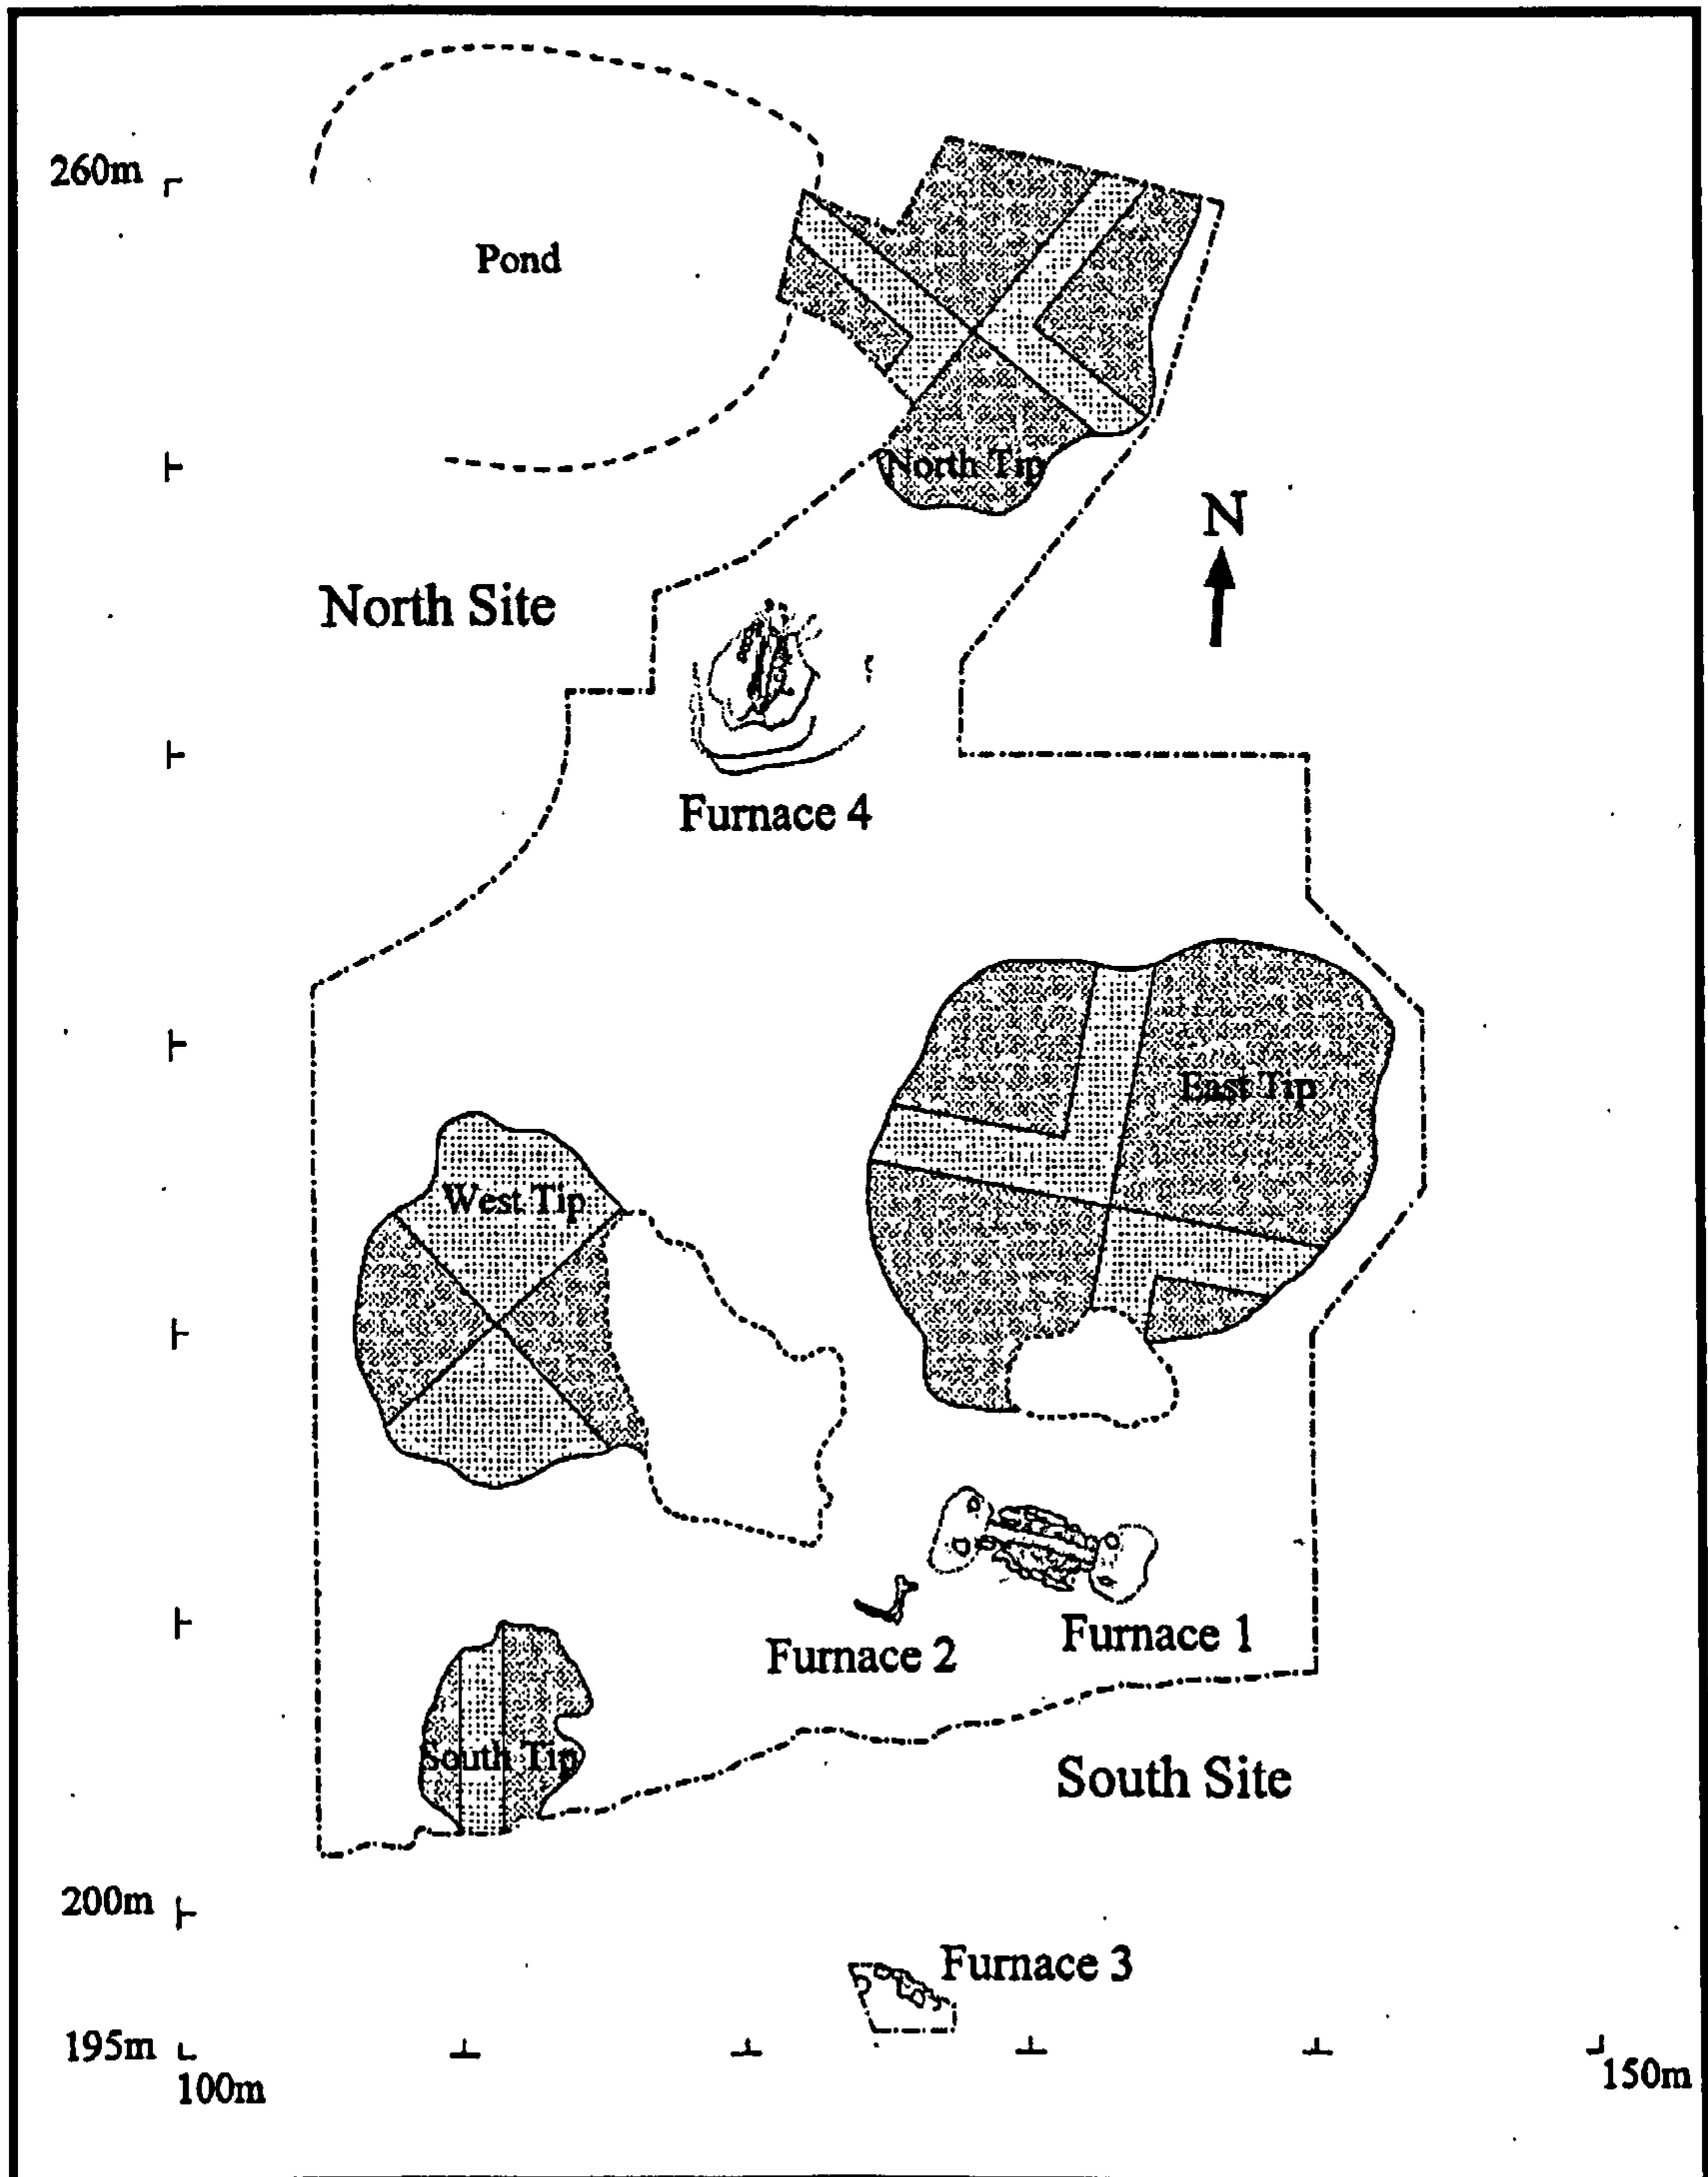 260m
Pond
North Tip
N
North Site
Furnace 4
East Tip
West Tip
Furnace 1
Furnace 2
South Tip
South Site
200m
Furnace 3
195m
100m
150m